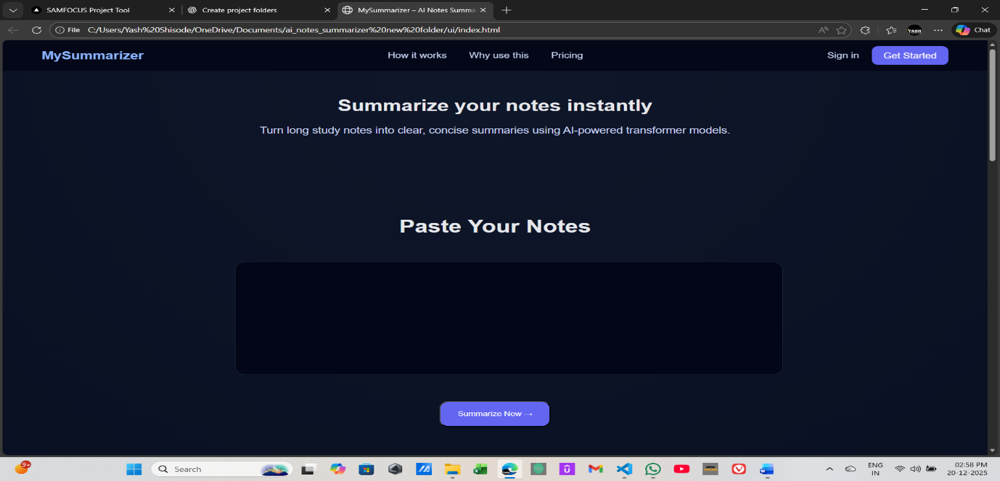 SAMFOCUS Project Tool
Create project folders
MySummarizer – AI Notes Summa
File C:/Users/Yash%20Shisode/OneDrive/Documents/ai_notes_summarizer%20new%20folder/ui/index.html
YASH
Chat
MySummarizer
How it works
Why use this
Pricing
Sign in
Get Started
Summarize your notes instantly
Turn long study notes into clear, concise summaries using AI-powered transformer models.
Paste Your Notes
Summarize Now →
9+
Search
ENG
IN
02:58 PM
20-12-2025